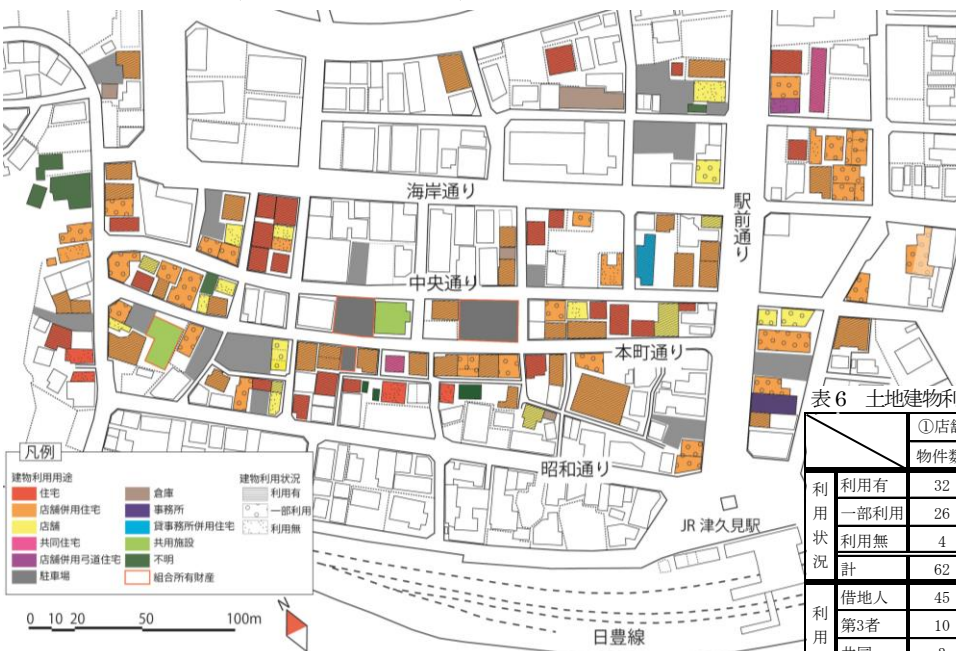 海岸通り
駅前通り
中央通り
本町通り
昭和通り
JR 津久見駅
日豊線
凡例
建物利用用途
住宅
店舗併用住宅
店舗
共同住宅
店舗併用弓道住宅
駐車場
倉庫
事務所
貸事務所併用住宅
共用施設
不明
組合所有財産
建物利用状況
利用有
一部利用
利用無
0 10 20 50 100m
N
表6 土地建物利
①店舗
物件数
利用状況
利用有 32
一部利用 26
利用無 4
計 62
利用
借地人 45
第3者 10